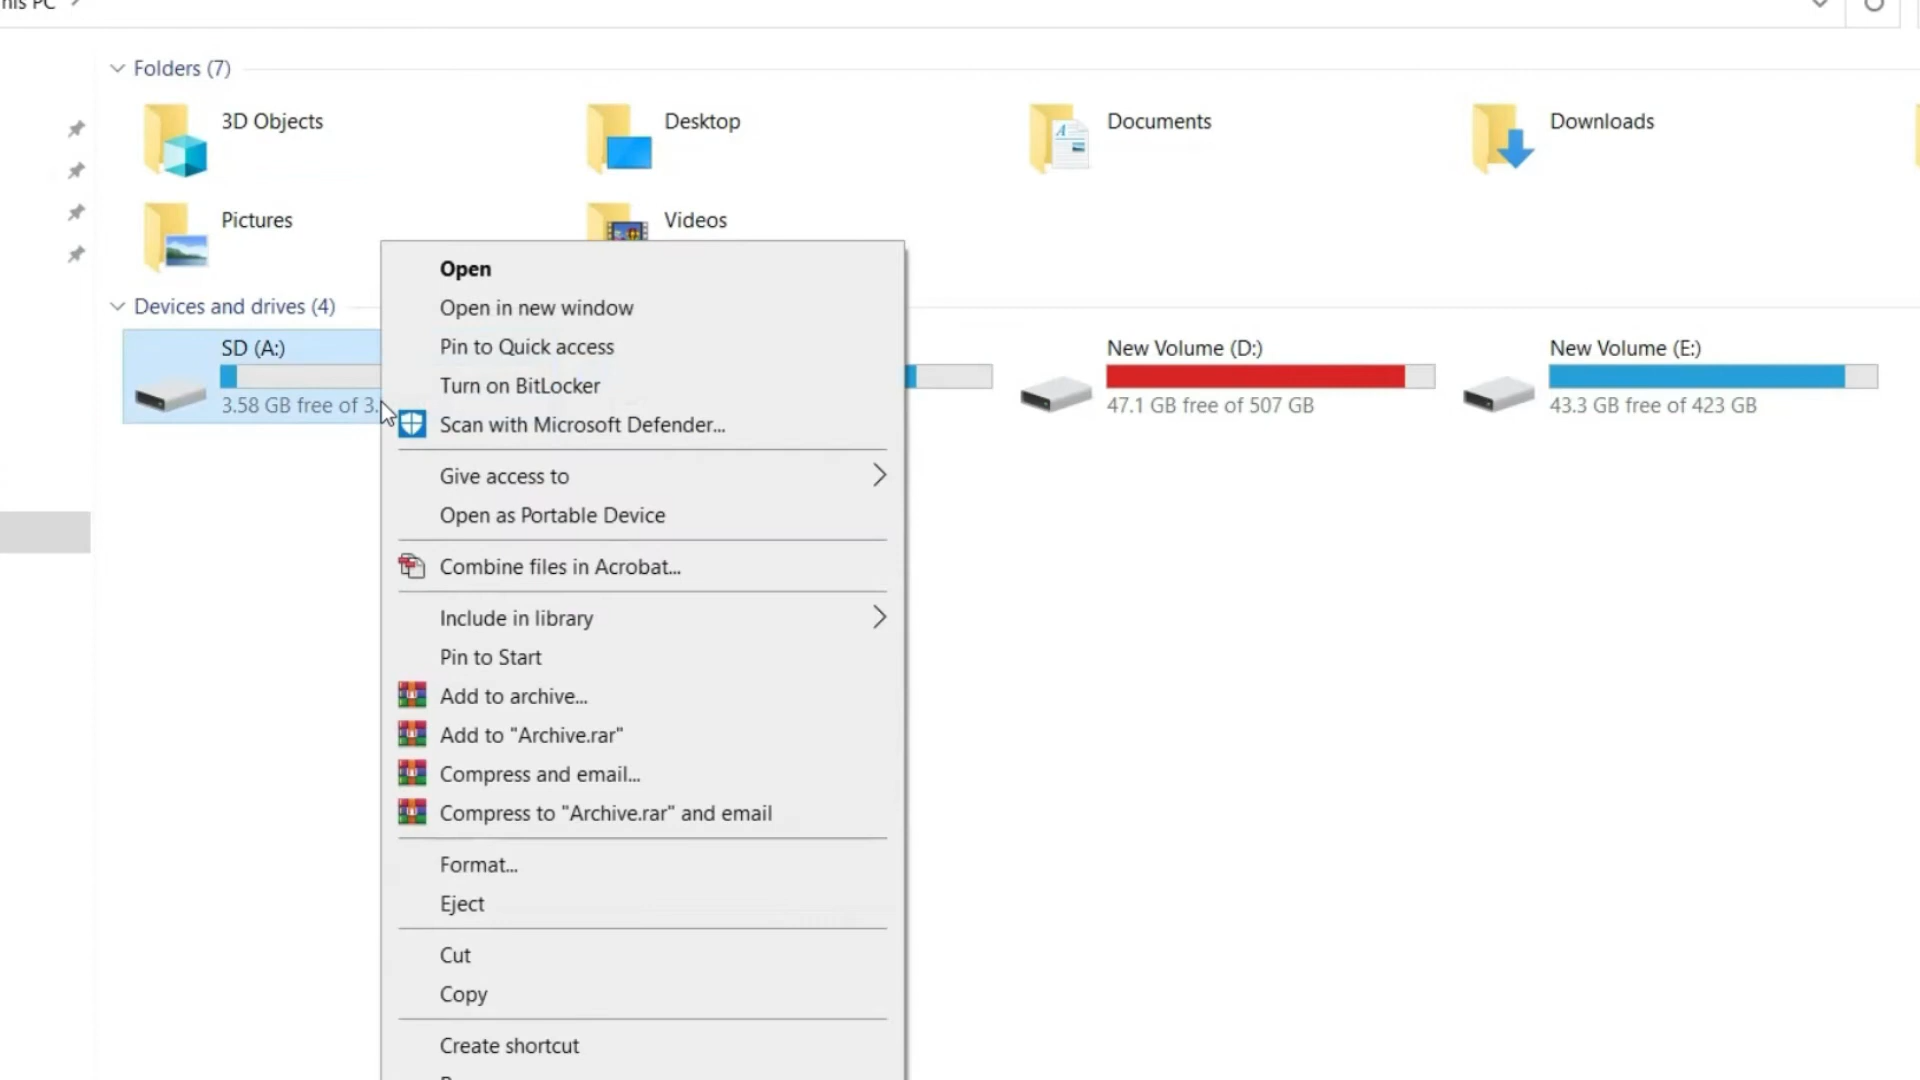 his PC
Folders (7)
3D Objects
Desktop
Documents
Downloads
Pictures
Videos
Devices and drives (4)
SD (A:)
3.58 GB free of 3.
New Volume (D:)
47.1 GB free of 507 GB
New Volume (E:)
43.3 GB free of 423 GB
Open
Open in new window
Pin to Quick access
Turn on BitLocker
Scan with Microsoft Defender...
Give access to
Open as Portable Device
Combine files in Acrobat...
Include in library
Pin to Start
Add to archive...
Add to "Archive.rar"
Compress and email...
Compress to "Archive.rar" and email
Format...
Eject
Cut
Copy
Create shortcut